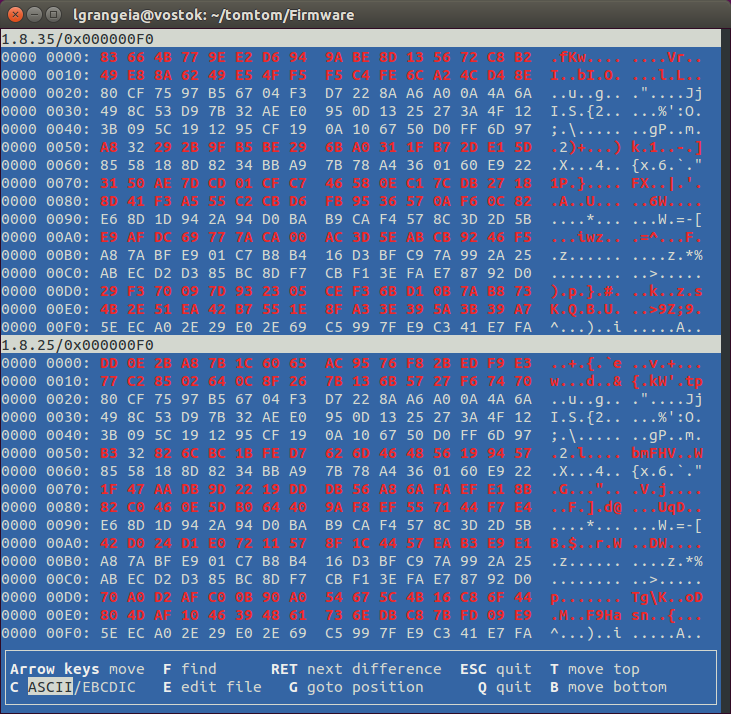 lgrangeia@vostok: ~/tomtom/Firmware
1.8.35/0x000000F0
0000 0000: 83 66 4B 77 9E E2 D6 94 9A BE 8D 13 56 72 C8 B2 .fKw.... ....Vr..
0000 0010: 49 E8 8A 62 49 E5 4F F5 F5 C4 FE 6C A2 4C D4 8E I..bI.O. ...l.L..
0000 0020: 80 CF 75 97 B5 67 04 F3 D7 22 8A A6 A0 0A 4A 6A ..u..g.. ."....Jj
0000 0030: 49 8C 53 D9 7B 32 AE E0 95 0D 13 25 27 3A 4F 12 I.S.{2.. ...%':O.
0000 0040: 3B 09 5C 19 12 95 CF 19 0A 10 67 50 D0 FF 6D 97 ;.\..... ..gP..m.
0000 0050: A8 32 29 2B 9F B5 BE 29 6B A0 31 1F B7 2D E1 5D .2)+...) k.1..-.]
0000 0060: 85 58 18 8D 82 34 BB A9 7B 78 A4 36 01 60 E9 22 .X...4.. {x.6.`."
0000 0070: 31 50 AE 7D CD 01 CF C7 46 58 0E C1 7C DB 27 18 1P.}.... FX..|.'.
0000 0080: 8D 41 F3 A5 55 C2 CB D6 FB 95 36 57 0A F6 0C 82 .A..U... ..6W....
0000 0090: E6 8D 1D 94 2A 94 D0 BA B9 CA F4 57 8C 3D 2D 5B ....*... ...W.=-[
0000 00A0: E9 AF DC 69 77 7A CA 00 AC 3D 5E AB C8 92 46 F5 ...iwz.. .=^...F.
0000 00B0: A8 7A BF E9 01 C7 B8 B4 16 D3 BF C9 7A 99 2A 25 .z...... ....z.*%
0000 00C0: AB EC D2 D3 85 BC 8D F7 CB F1 3E FA E7 87 92 D0 ........ ..>.....
0000 00D0: 29 F3 70 09 7D 93 23 05 CE F3 6B D1 0B 7A B8 73 ).p.}.#. ..k..z.s
0000 00E0: 4B 2E 51 EA 42 B7 55 1E 8F A3 3E 39 5A 3B 39 A7 K.Q.B.U. ..>9Z;9.
0000 00F0: 5E EC A0 2E 29 E0 2E 69 C5 99 7F E9 C3 41 E7 FA ^...)..i .....A..
1.8.25/0x000000F0
0000 0000: DD 0E 2B A8 7B 1C 60 65 AC 95 76 F8 2B ED F9 E3 ..+.{.`e ..v.+...
0000 0010: 77 C2 85 02 64 0C 8F 26 7B 13 6B 57 27 F6 74 70 w...d..& {.kW'.tp
0000 0020: 80 CF 75 97 B5 67 04 F3 D7 22 8A A6 A0 0A 4A 6A ..u..g.. ."....Jj
0000 0030: 49 8C 53 D9 7B 32 AE E0 95 0D 13 25 27 3A 4F 12 I.S.{2.. ...%':O.
0000 0040: 3B 09 5C 19 12 95 CF 19 0A 10 67 50 D0 FF 6D 97 ;.\..... ..gP..m.
0000 0050: B3 32 82 6C BC 1B FE D7 62 6D 46 48 56 19 94 57 .2.l.... bmFHV..W
0000 0060: 85 58 18 8D 82 34 BB A9 7B 78 A4 36 01 60 E9 22 .X...4.. {x.6.`."
0000 0070: 1F 47 AA DB 9D 22 19 DD DB 56 A8 6A FA EF E1 8B .G...".. .V.j....
0000 0080: 82 C0 46 0E 5D B0 64 40 9A F8 EF 55 71 44 F7 E4 ..F.].d@ ...UqD..
0000 0090: E6 8D 1D 94 2A 94 D0 BA B9 CA F4 57 8C 3D 2D 5B ....*... ...W.=-[
0000 00A0: 42 D0 24 D1 E0 72 11 57 8F 1C 44 57 EA B3 E9 E1 B.$..r.W ..DW....
0000 00B0: A8 7A BF E9 01 C7 B8 B4 16 D3 BF C9 7A 99 2A 25 .z...... ....z.*%
0000 00C0: AB EC D2 D3 85 BC 8D F7 CB F1 3E FA E7 87 92 D0 ........ ..>.....
0000 00D0: 70 A0 D2 AF C0 0B 90 A0 54 67 5C 4B 16 C8 6F 44 p....... Tg\K..oD
0000 00E0: 80 4D AF 10 46 39 48 61 73 6E DB C8 7B FD 09 E9 .M..F9Ha sn..{...
0000 00F0: 5E EC A0 2E 29 E0 2E 69 C5 99 7F E9 C3 41 E7 FA ^...)..i .....A..
Arrow keys move F find RET next difference ESC quit T move top
C ASCII/EBCDIC E edit file G goto position Q quit B move bottom